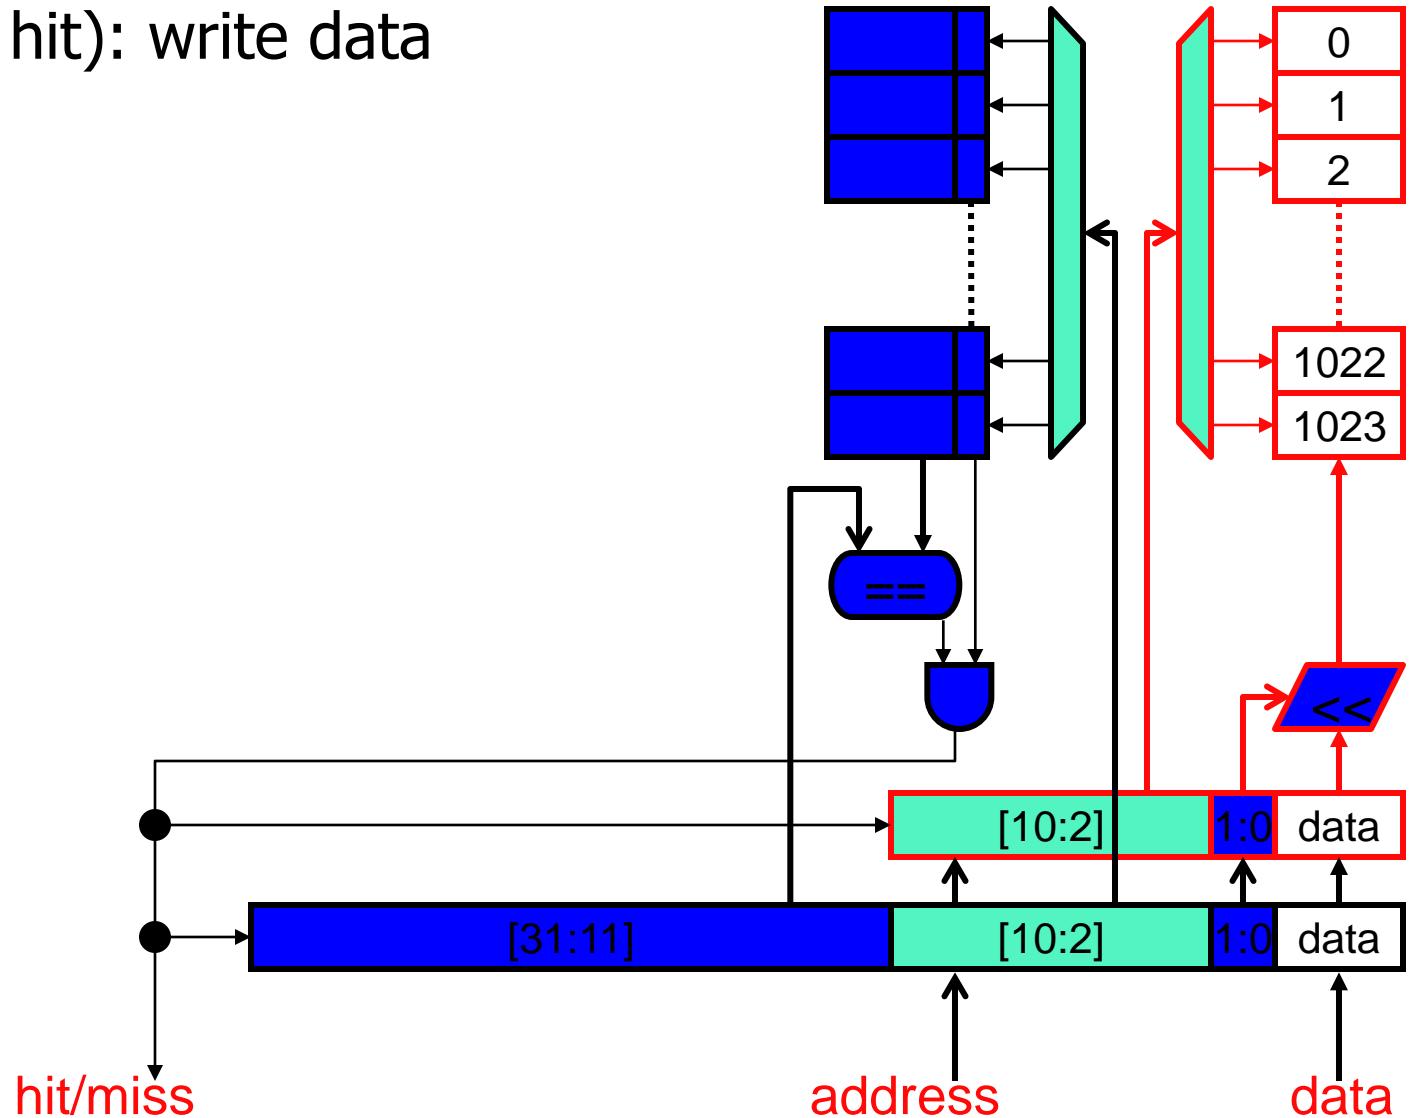 hit): write data
0
1
2
1022
1023
==
<<
[10:2] 1:0 data
[31:11] [10:2] 1:0 data
hit/miss address data